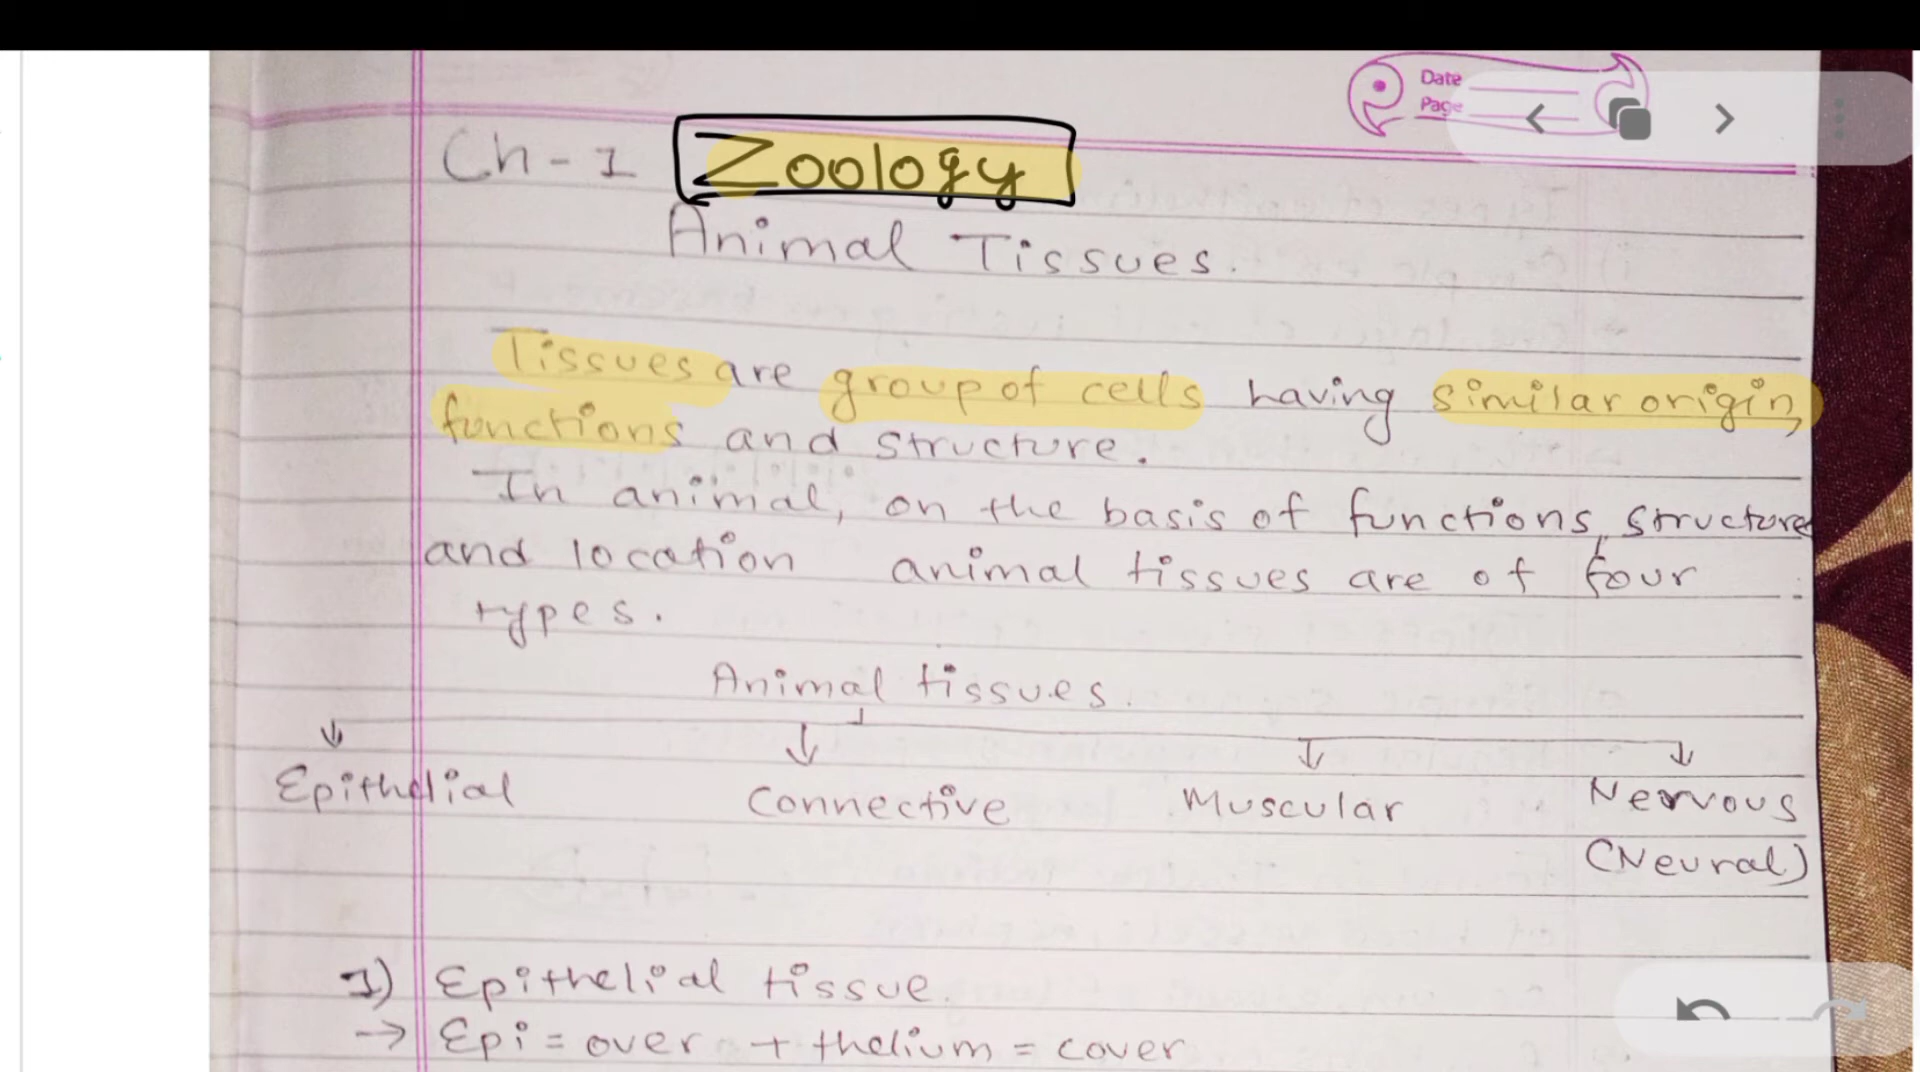 Date
Page
Ch - 1 Zoology
Animal Tissues.
Tissues are group of cells having similar origin,
functions and structure.
In animal, on the basis of functions, structure
and location animal tissues are of four
types.
Animal tissues.
Epithelial Connective Muscular Nervous
(Neural)
1) Epithelial tissue.
→ Epi = over + thelium = cover